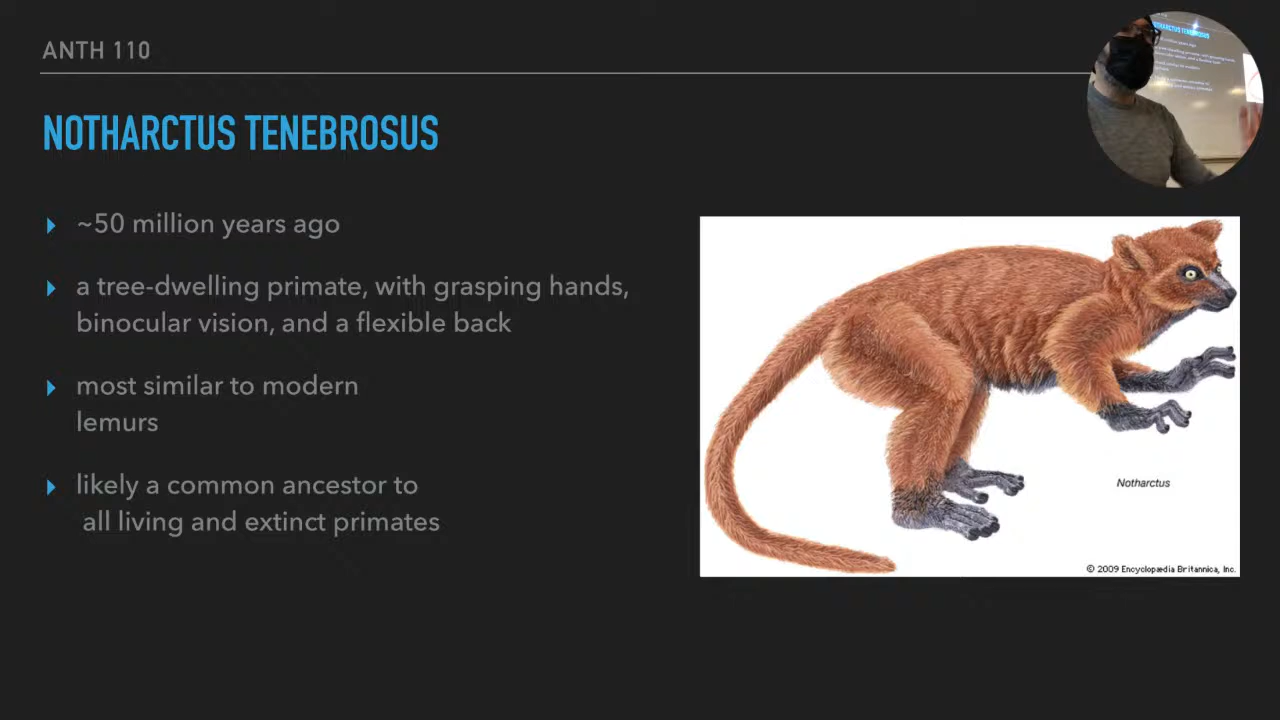 ANTH 110
NOTHARCTUS TENEBROSUS
~50 million years ago
a tree-dwelling primate, with grasping hands,
binocular vision, and a flexible back
most similar to modern
lemurs
likely a common ancestor to
all living and extinct primates
Notharctus
© 2009 Encyclopædia Britannica, Inc.